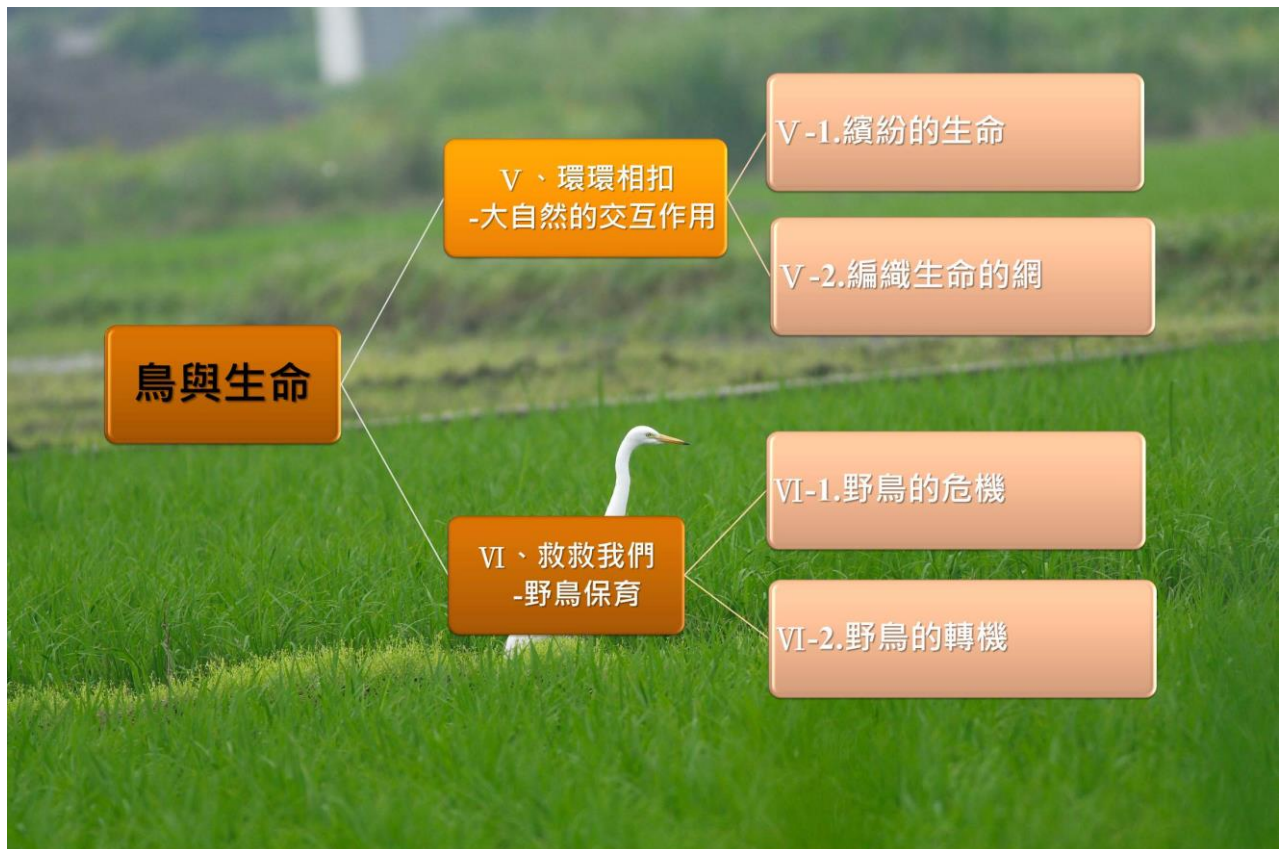 鳥與生命
Ⅴ、環環相扣
-大自然的交互作用
Ⅴ-1.繽紛的生命
Ⅴ-2.編織生命的網
Ⅵ、救救我們
-野鳥保育
Ⅵ-1.野鳥的危機
Ⅵ-2.野鳥的轉機